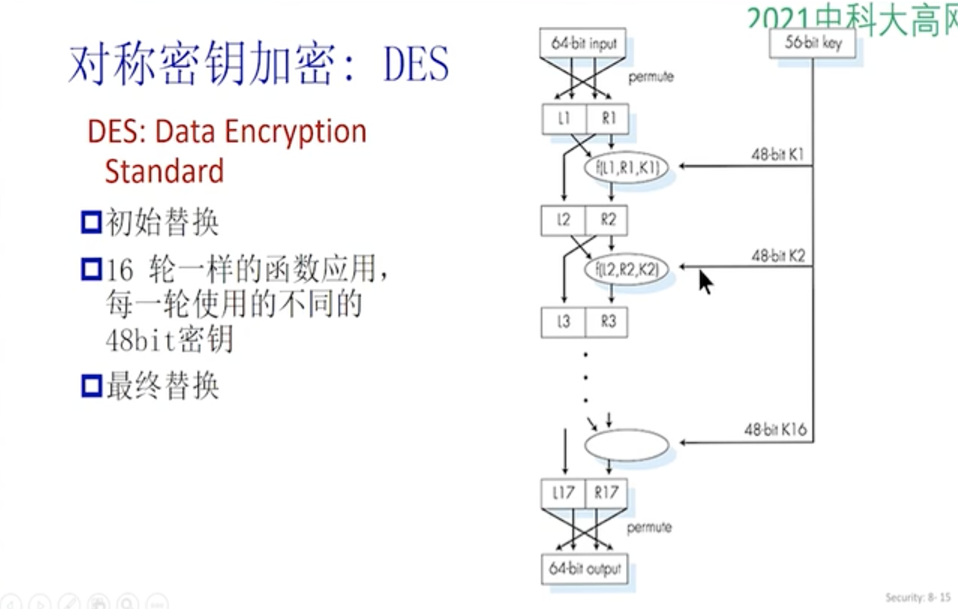 2021中科大高网
对称密钥加密: DES
DES: Data Encryption
Standard
初始替换
16 轮一样的函数应用,
每一轮使用的不同的
48bit密钥
最终替换
64-bit input
56-bit key
permute
L1 R1
48-bit K1
f(L1,R1,K1)
L2 R2
48-bit K2
f(L2,R2,K2)
L3 R3
48-bit K16
L17 R17
permute
64-bit output
Security: 8- 15